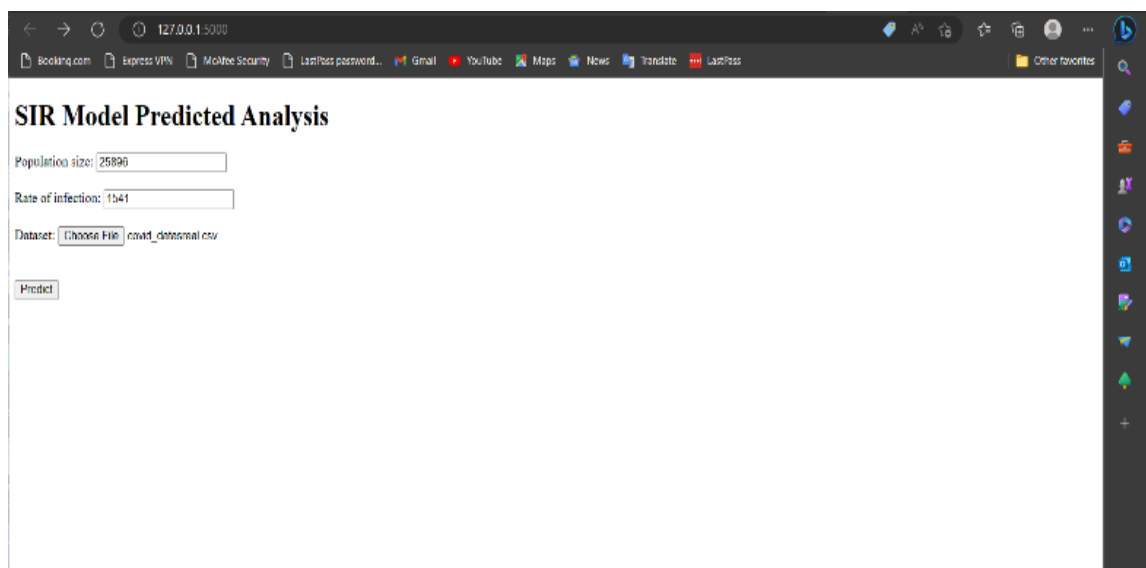 127.0.0.1:5000
Booking.com Express VPN McAfee Security LastPass password... Gmail YouTube Maps News Translate LastPass Other favorites
SIR Model Predicted Analysis
Population size: 25896
Rate of infection: 1541
Dataset: Choose File covid_datasreal.csv
Predict